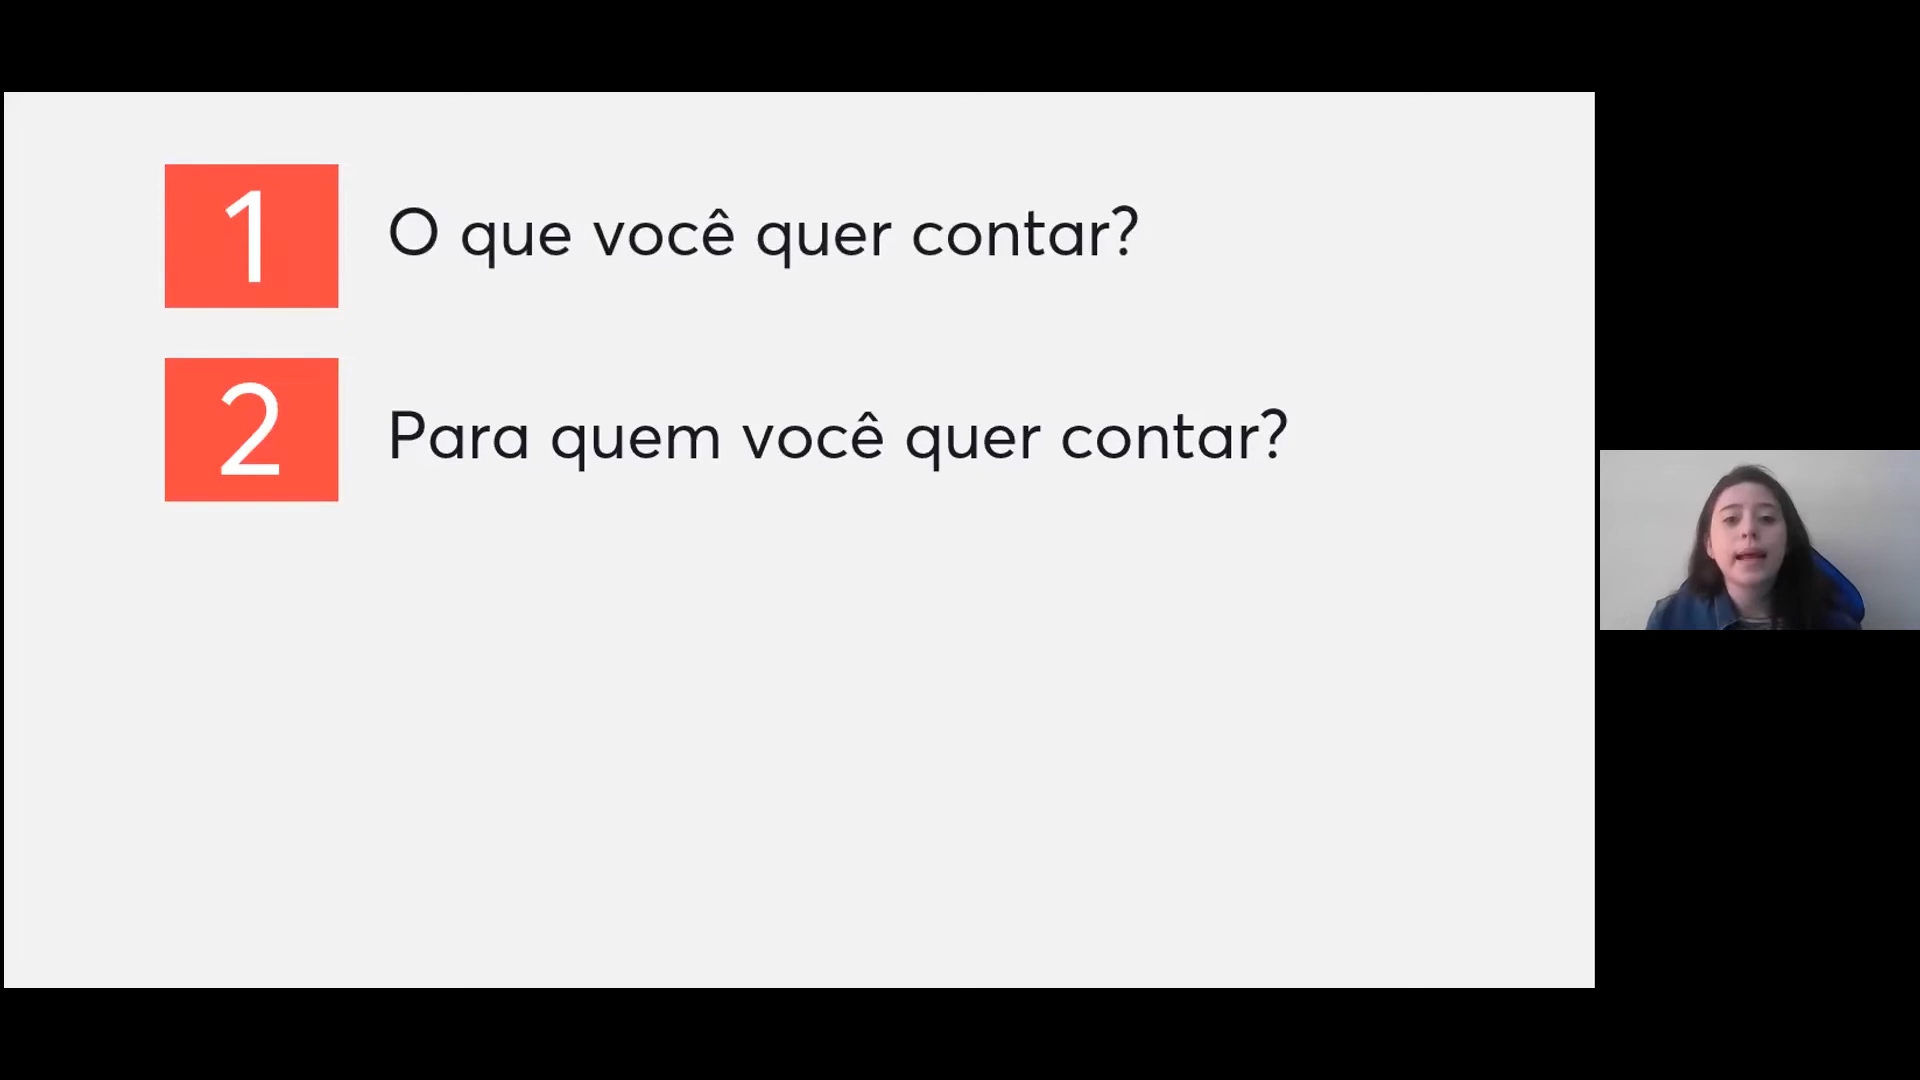 1
O que você quer contar?
2
Para quem você quer contar?